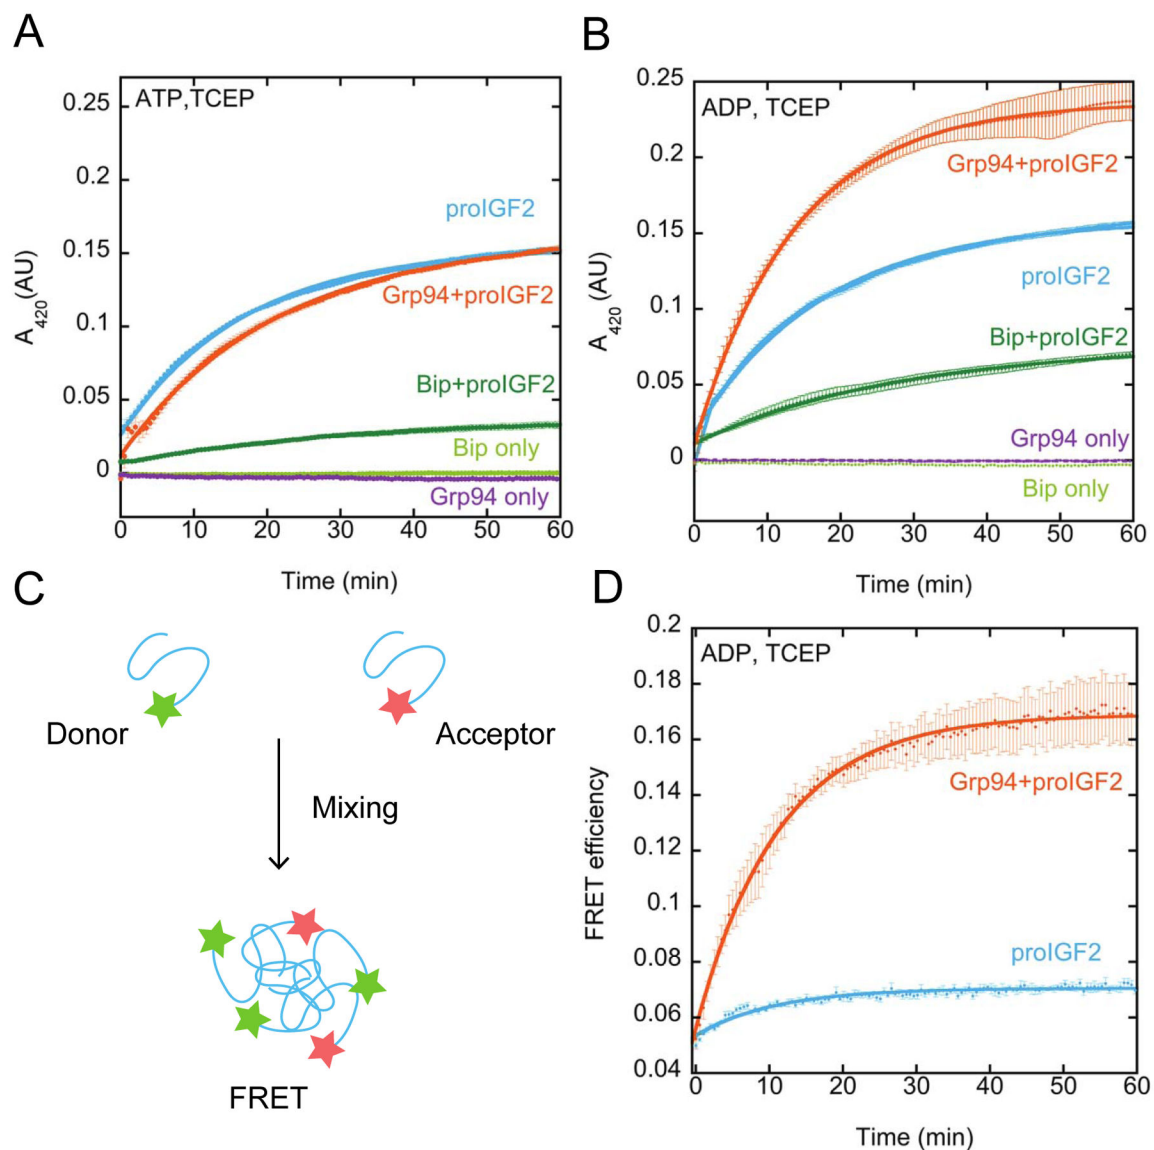 A
ATP,TCEP
0.25
0.2
0.15
0.1
0.05
0
A420 (AU)
proIGF2
Grp94+proIGF2
Bip+proIGF2
Bip only
Grp94 only
0 10 20 30 40 50 60
Time (min)
B
ADP, TCEP
0.25
0.2
0.15
0.1
0.05
0
A420 (AU)
Grp94+proIGF2
proIGF2
Bip+proIGF2
Grp94 only
Bip only
0 10 20 30 40 50 60
Time (min)
C
Donor
Acceptor
Mixing
FRET
D
ADP, TCEP
0.2
0.18
0.16
0.14
0.12
0.1
0.08
0.06
0.04
FRET efficiency
Grp94+proIGF2
proIGF2
0 10 20 30 40 50 60
Time (min)